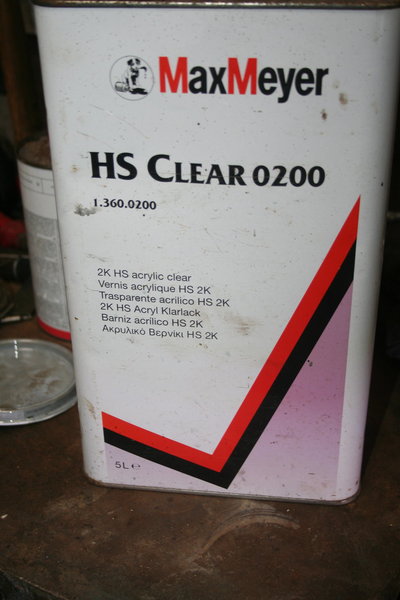 MaxMeyer
HS CLEAR 0200
1.360.0200
2K HS acrylic clear
Vernis acrylique HS 2K
Trasparente acrilico HS 2K
2K HS Acryl Klarlack
Barniz acrílico HS 2K
Ακρυλικό Βερνίκι HS 2K
5L ℮